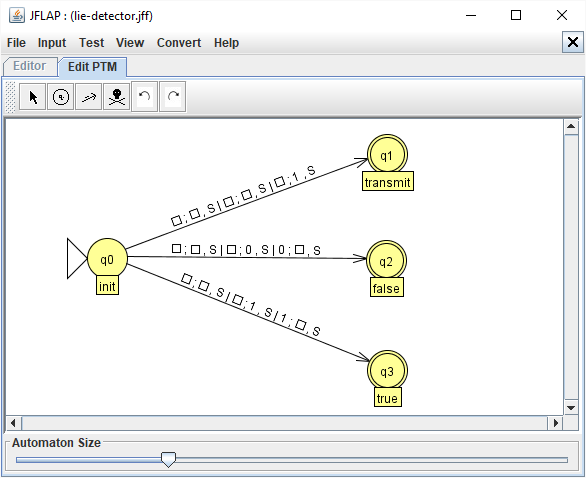 JFLAP : (lie-detector.jff)
File Input Test View Convert Help
Editor Edit PTM
q1
transmit
□;□,S|□;□,S|□;1,S
q0
init
□;□,S|□;0,S|0;□,S
q2
false
□;□,S|□;1,S|1;□,S
q3
true
Automaton Size